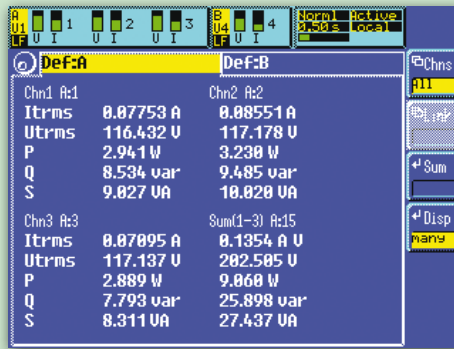 A
U1
LF
U I 1
U I 2
U I 3
B
U4
LF
U I 4
Norml Active
0.50s Local
Def:A Def:B
Chns
All
Link
Sum
Disp
many
Chn1 A:1 Chn2 A:2
Itrms 0.07753 A 0.08551 A
Utrms 116.432 V 117.178 V
P 2.941 W 3.230 W
Q 8.534 var 9.485 var
S 9.027 VA 10.020 VA
Chn3 A:3 Sum(1-3) A:15
Itrms 0.07095 A 0.1354 A V
Utrms 117.137 V 202.505 V
P 2.889 W 9.060 W
Q 7.793 var 25.898 var
S 8.311 VA 27.437 VA